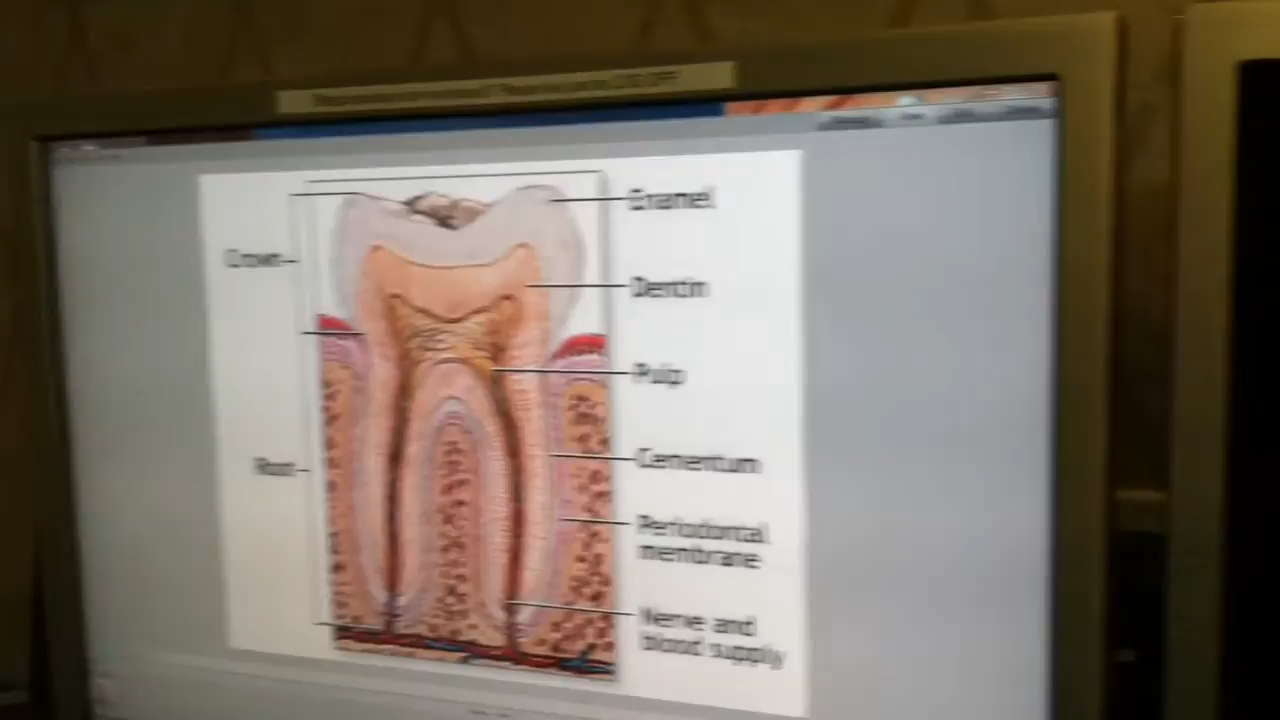 Enamel
Crown
Dentin
Pulp
Cementum
Root
Periodontal
membrane
Nerve and
blood supply